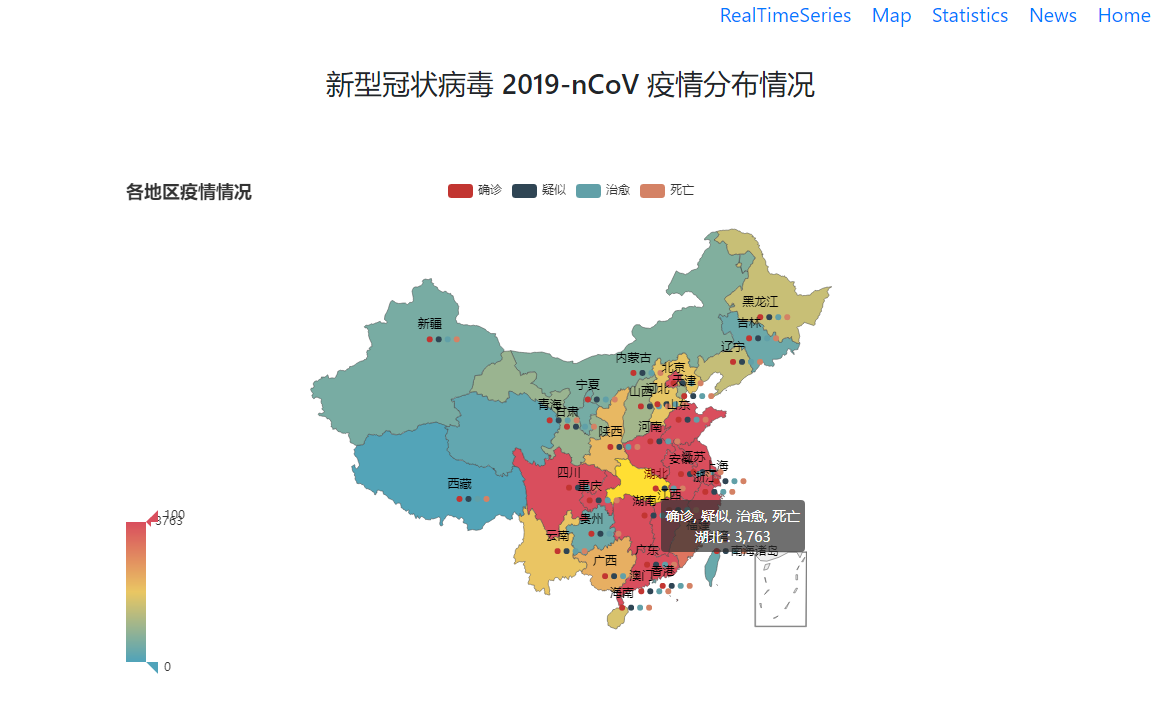 RealTimeSeries Map Statistics News Home
新型冠状病毒 2019-nCoV 疫情分布情况
各地区疫情情况
确诊 疑似 治愈 死亡
黑龙江
吉林
新疆
辽宁
内蒙古
北京
天津
宁夏
山西
河北
青海
山东
甘肃
河南
陕西
安徽
江苏
上海
四川
湖北
浙江
西藏
重庆
湖南
江西
100
3763
确诊, 疑似, 治愈, 死亡
贵州
湖北 : 3,763
云南
广东
南海诸岛
广西
澳门
香港
海南
0